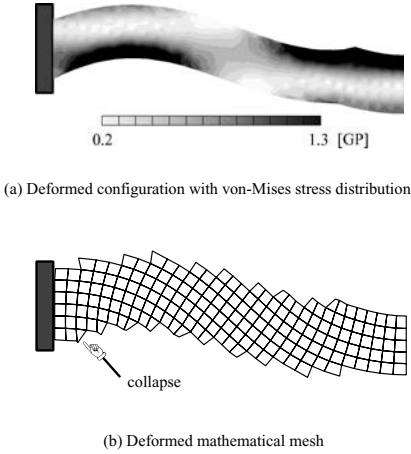 0.2 1.3 [GP]
(a) Deformed configuration with von-Mises stress distribution
collapse
(b) Deformed mathematical mesh